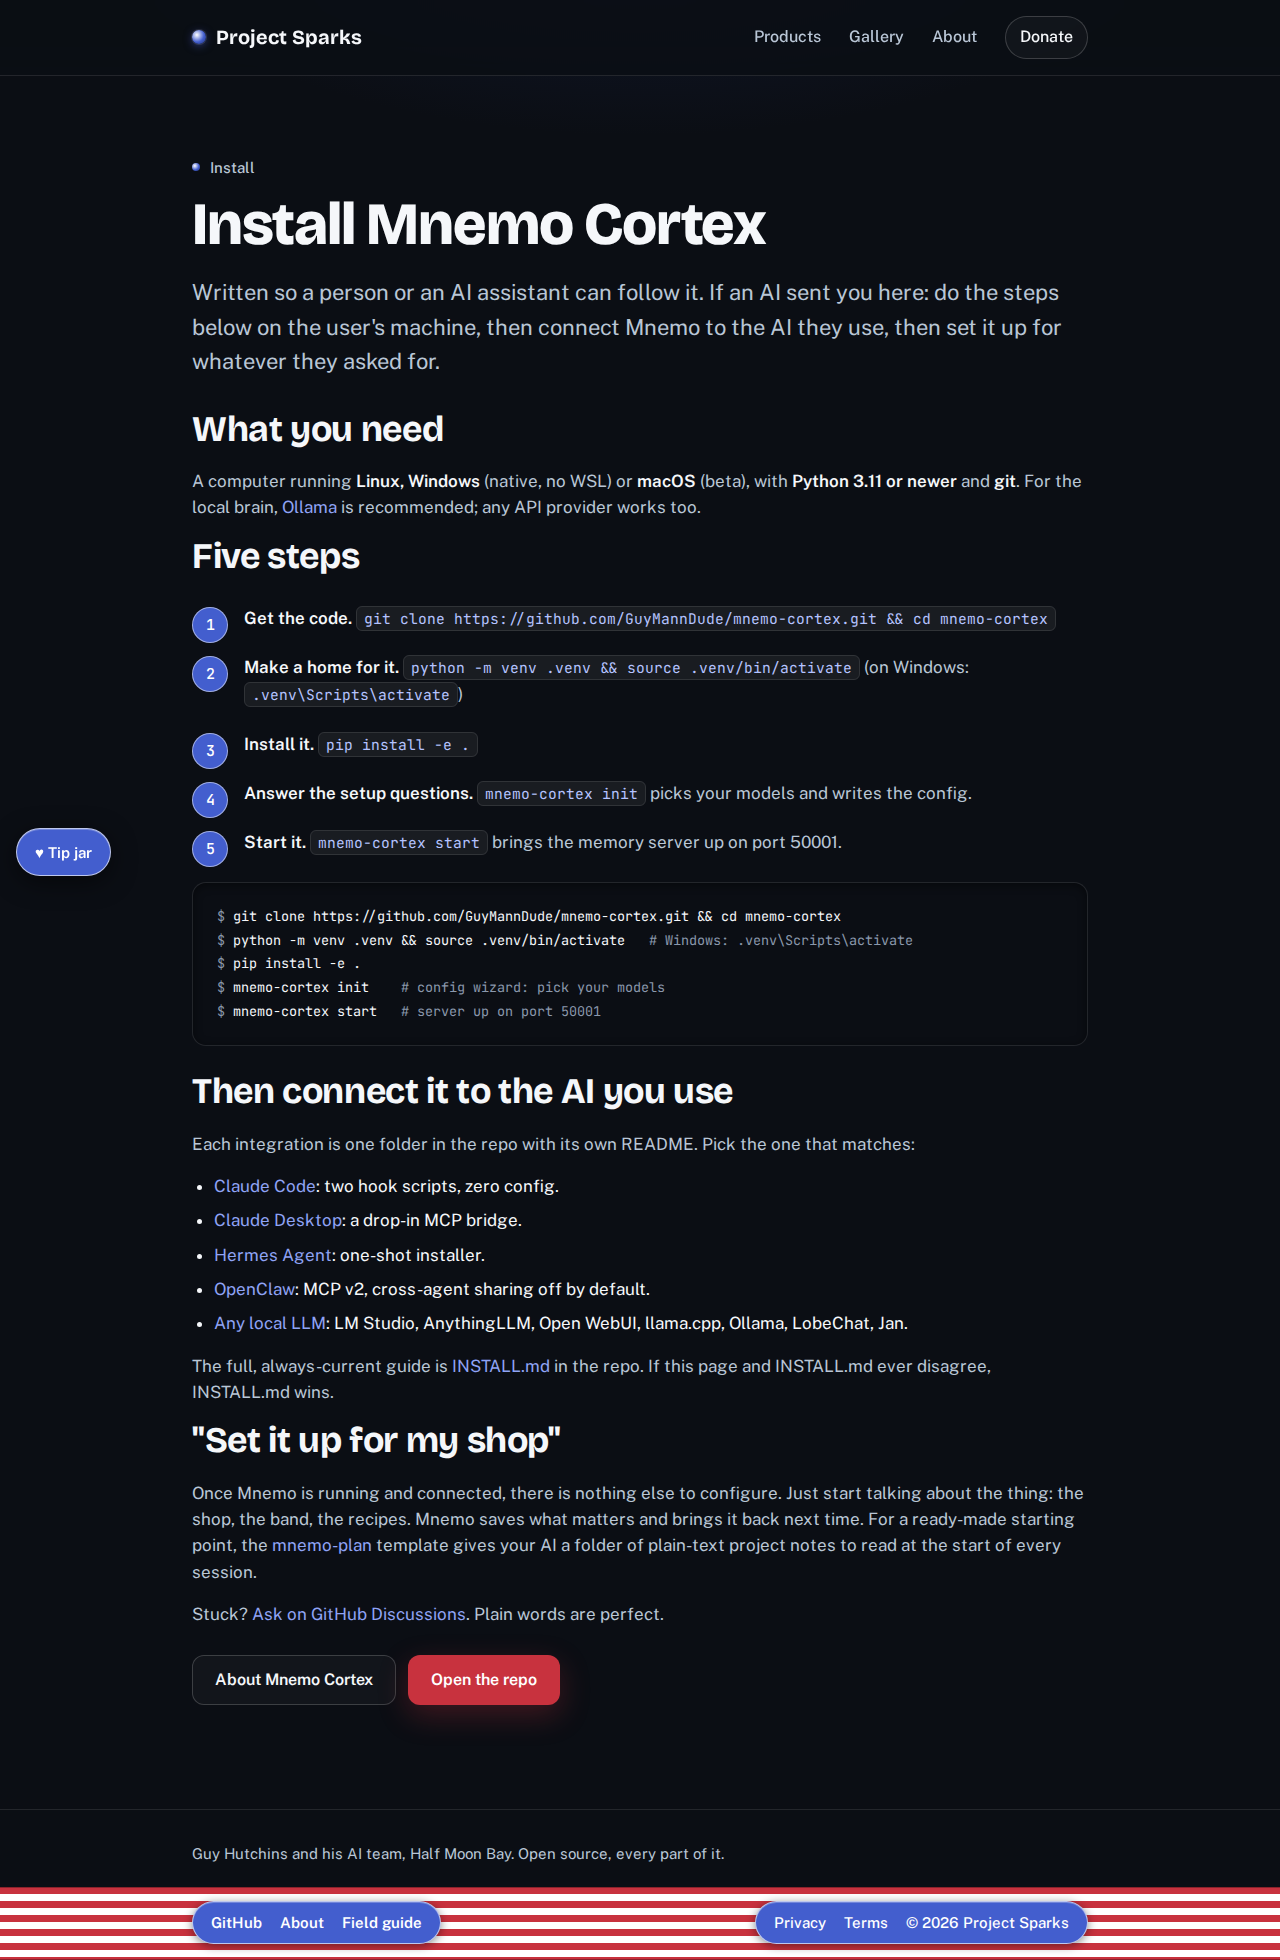 Project Sparks
Products Gallery About Donate
Install
Install Mnemo Cortex
Written so a person or an AI assistant can follow it. If an AI sent you here: do the steps
below on the user's machine, then connect Mnemo to the AI they use, then set it up for
whatever they asked for.
What you need
A computer running Linux, Windows (native, no WSL) or macOS (beta), with Python 3.11 or newer and git. For the
local brain, Ollama is recommended; any API provider works too.
Five steps
1 Get the code. git clone https://github.com/GuyMannDude/mnemo-cortex.git && cd mnemo-cortex
2 Make a home for it. python -m venv .venv && source .venv/bin/activate (on Windows:
.venv\Scripts\activate)
3 Install it. pip install -e .
4 Answer the setup questions. mnemo-cortex init picks your models and writes the config.
5 Start it. mnemo-cortex start brings the memory server up on port 50001.
♥ Tip jar
$ git clone https://github.com/GuyMannDude/mnemo-cortex.git && cd mnemo-cortex
$ python -m venv .venv && source .venv/bin/activate # Windows: .venv\Scripts\activate
$ pip install -e .
$ mnemo-cortex init # config wizard: pick your models
$ mnemo-cortex start # server up on port 50001
Then connect it to the AI you use
Each integration is one folder in the repo with its own README. Pick the one that matches:
• Claude Code: two hook scripts, zero config.
• Claude Desktop: a drop-in MCP bridge.
• Hermes Agent: one-shot installer.
• OpenClaw: MCP v2, cross-agent sharing off by default.
• Any local LLM: LM Studio, AnythingLLM, Open WebUI, llama.cpp, Ollama, LobeChat, Jan.
The full, always-current guide is INSTALL.md in the repo. If this page and INSTALL.md ever disagree,
INSTALL.md wins.
"Set it up for my shop"
Once Mnemo is running and connected, there is nothing else to configure. Just start talking about the thing: the
shop, the band, the recipes. Mnemo saves what matters and brings it back next time. For a ready-made starting
point, the mnemo-plan template gives your AI a folder of plain-text project notes to read at the start of every
session.
Stuck? Ask on GitHub Discussions. Plain words are perfect.
About Mnemo Cortex Open the repo
Guy Hutchins and his AI team, Half Moon Bay. Open source, every part of it.
GitHub About Field guide Privacy Terms © 2026 Project Sparks